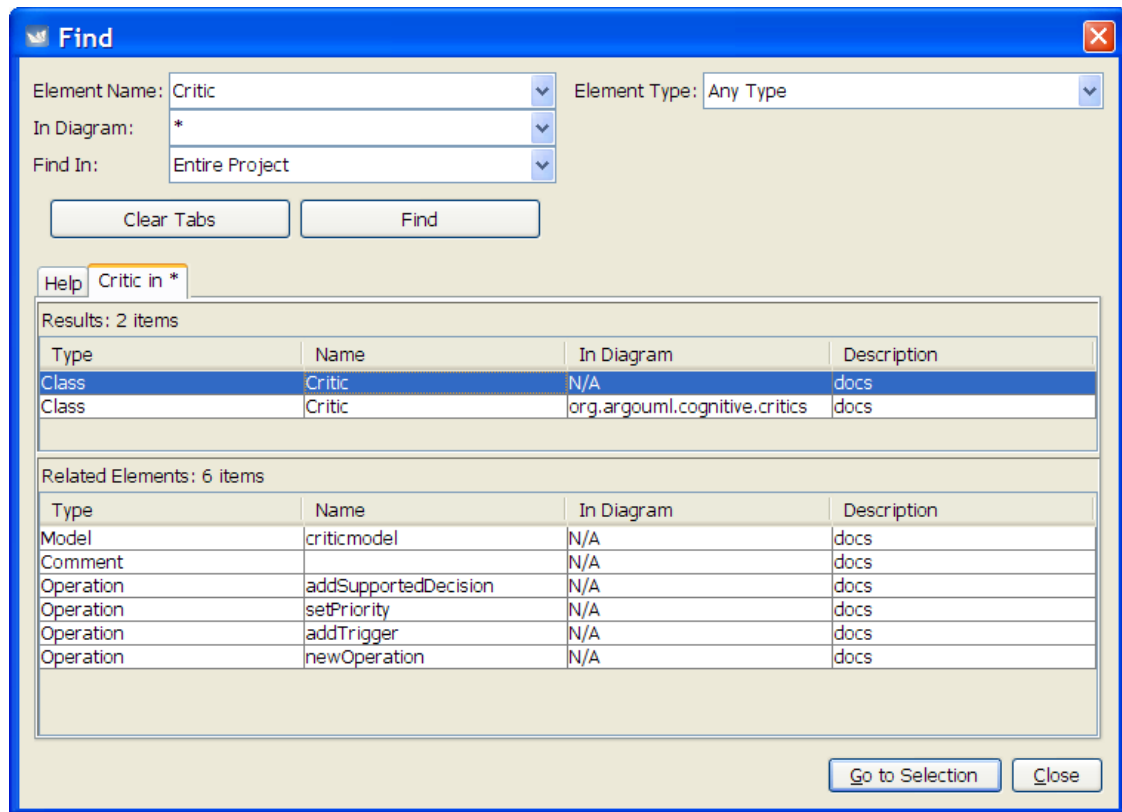 Find
Element Name: Critic Element Type: Any Type
In Diagram: *
Find In: Entire Project
Clear Tabs Find
Help Critic in *
Results: 2 items
Type Name In Diagram Description
Class Critic N/A docs
Class Critic org.argouml.cognitive.critics docs
Related Elements: 6 items
Type Name In Diagram Description
Model criticmodel N/A docs
Comment N/A docs
Operation addSupportedDecision N/A docs
Operation setPriority N/A docs
Operation addTrigger N/A docs
Operation newOperation N/A docs
Go to Selection Close